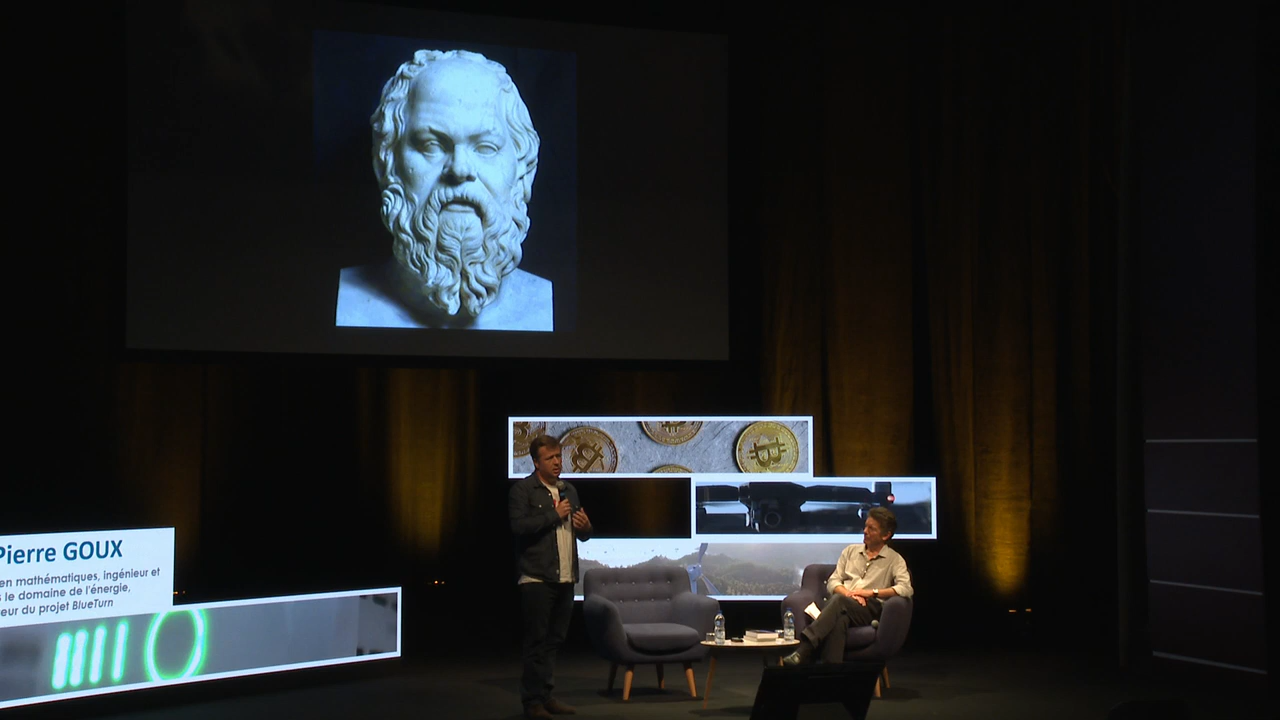 Pierre GOUX
en mathématiques, ingénieur et
s le domaine de l'énergie,
eur du projet BlueTurn